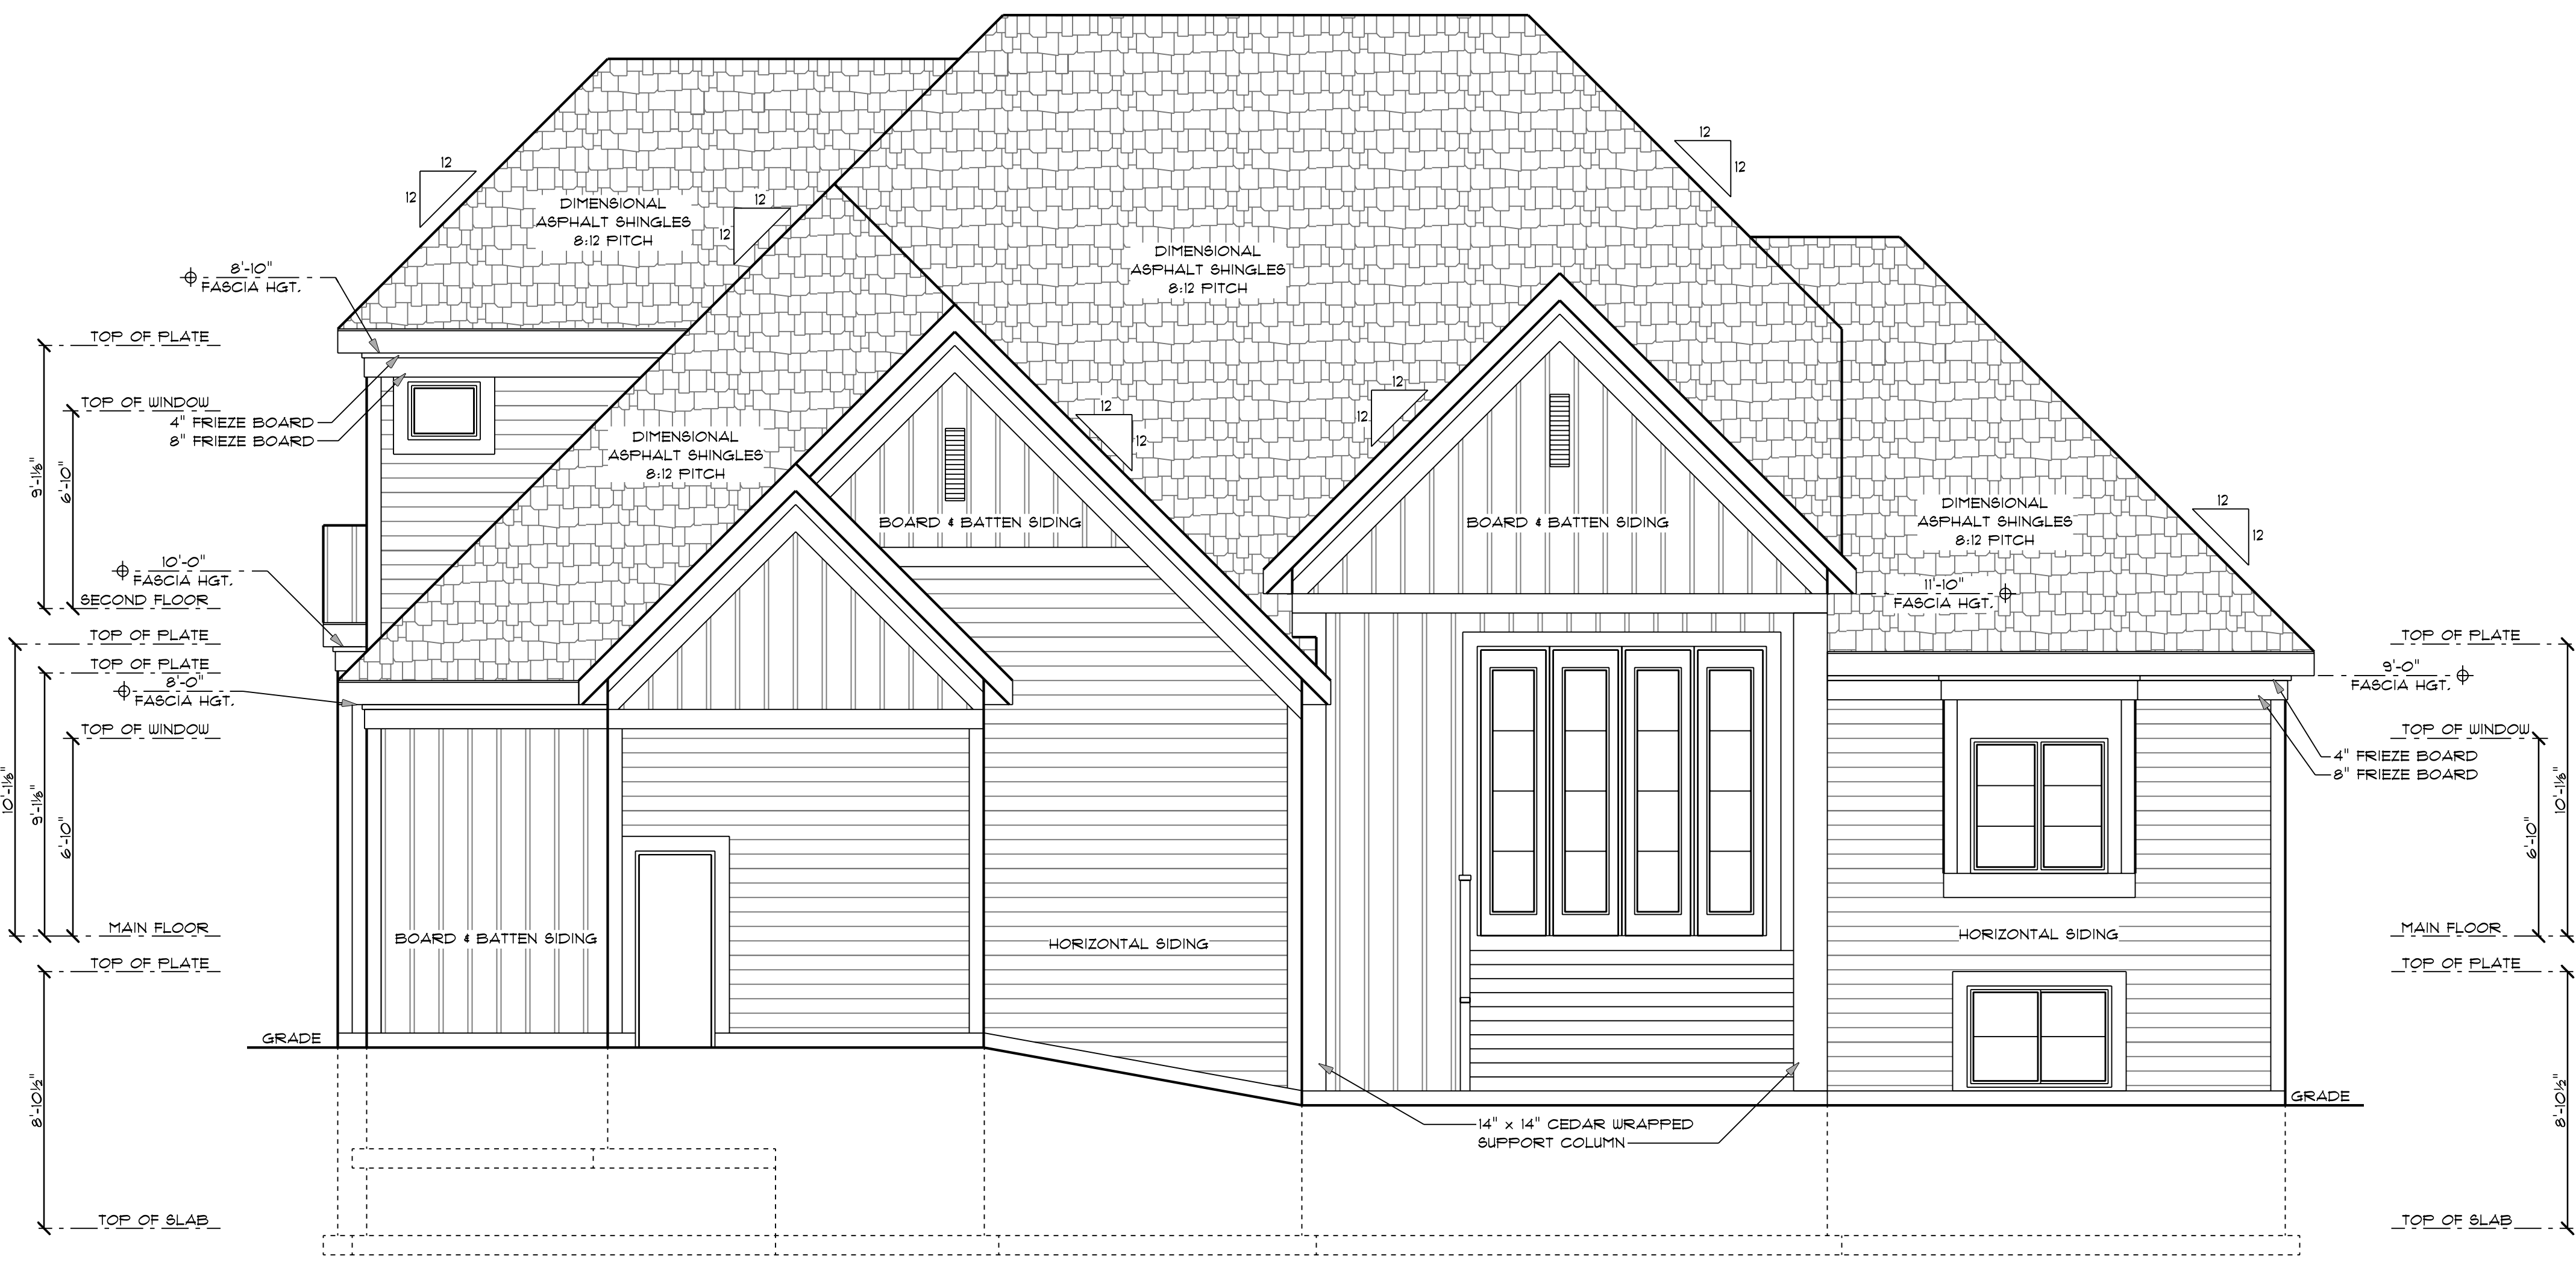 12
12
12
12
DIMENSIONAL
ASPHALT SHINGLES
8:12 PITCH
12
12
DIMENSIONAL
ASPHALT SHINGLES
8:12 PITCH
8'-10"
FASCIA HGT.
TOP OF PLATE
TOP OF WINDOW
4" FRIEZE BOARD
8" FRIEZE BOARD
9'-1⅛"
6'-10"
12
12
12
12
DIMENSIONAL
ASPHALT SHINGLES
8:12 PITCH
BOARD & BATTEN SIDING
BOARD & BATTEN SIDING
DIMENSIONAL
ASPHALT SHINGLES
8:12 PITCH
12
12
10'-0"
FASCIA HGT.
SECOND FLOOR
11'-10"
FASCIA HGT.
TOP OF PLATE
TOP OF PLATE
8'-0"
FASCIA HGT.
TOP OF WINDOW
10'-1⅛"
9'-1⅛"
6'-10"
TOP OF PLATE
9'-0"
FASCIA HGT.
TOP OF WINDOW
4" FRIEZE BOARD
8" FRIEZE BOARD
6'-10"
10'-1⅛"
MAIN FLOOR
BOARD & BATTEN SIDING
HORIZONTAL SIDING
HORIZONTAL SIDING
MAIN FLOOR
TOP OF PLATE
TOP OF PLATE
GRADE
GRADE
8'-10½"
8'-10½"
14" x 14" CEDAR WRAPPED
SUPPORT COLUMN
TOP OF SLAB
TOP OF SLAB